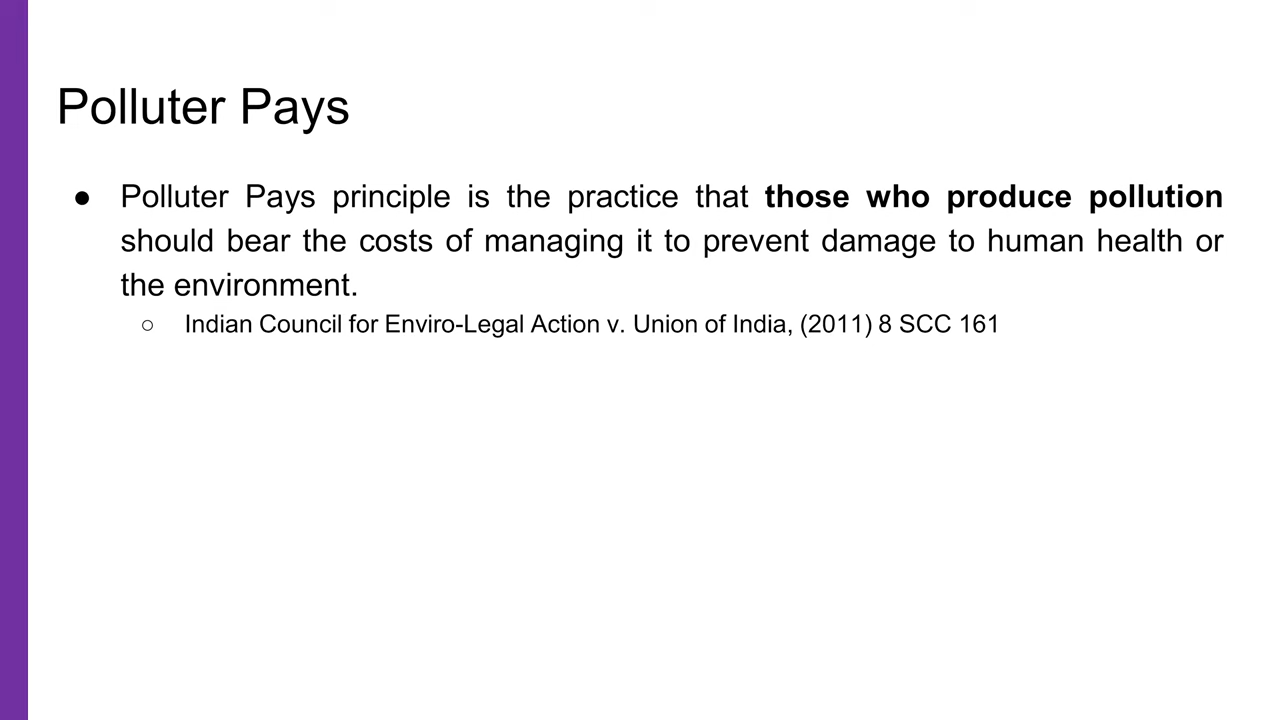 Polluter Pays
● Polluter Pays principle is the practice that those who produce pollution
should bear the costs of managing it to prevent damage to human health or
the environment.
○ Indian Council for Enviro-Legal Action v. Union of India, (2011) 8 SCC 161